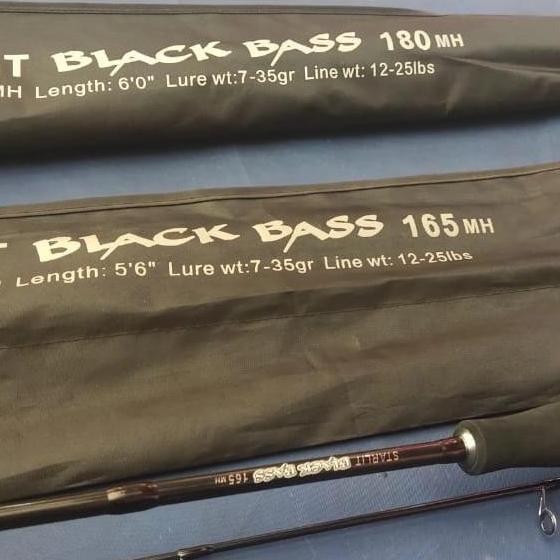 T BLACK BASS 180 MH
MH Length: 6'0" Lure wt:7-35gr Line wt: 12-25lbs
T BLACK BASS 165 MH
Length: 5'6" Lure wt:7-35gr Line wt: 12-25lbs
STARLIT BLACK BASS 165 MH